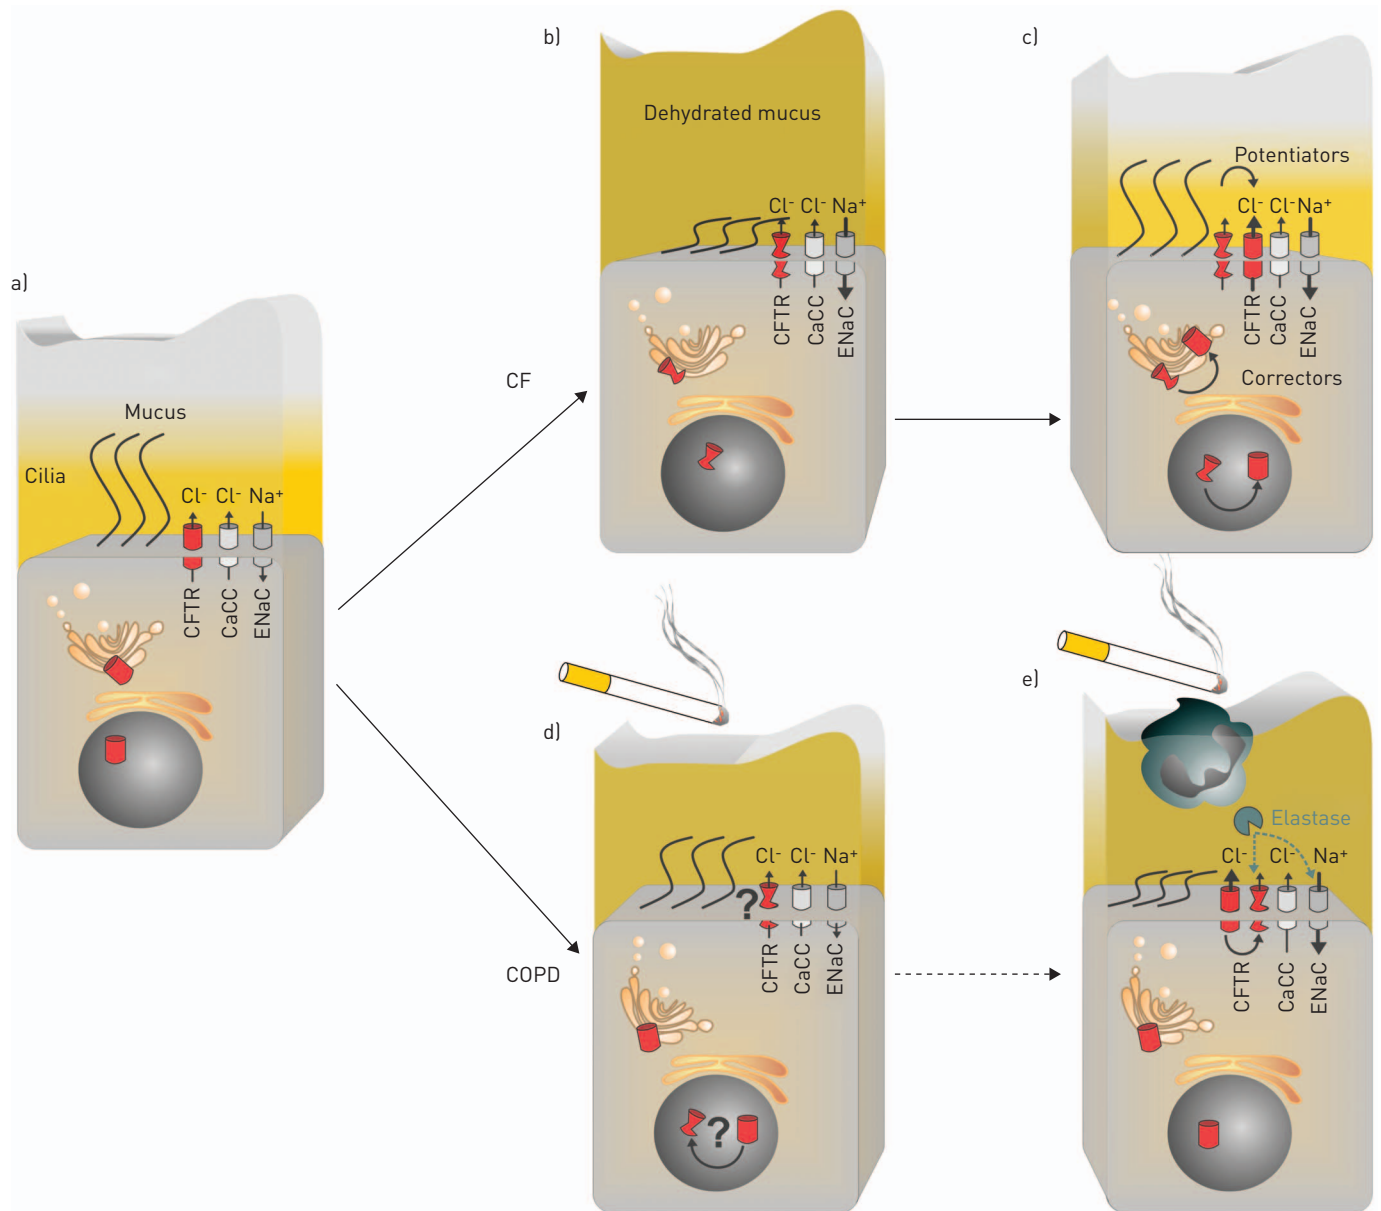 a)
Mucus
Cilia
Cl⁻ Cl⁻ Na⁺
CFTR
CaCC
ENaC
CF
COPD
b)
Dehydrated mucus
Cl⁻ Cl⁻ Na⁺
CFTR
CaCC
ENaC
c)
Potentiators
Cl⁻ Cl⁻ Na⁺
CFTR
CaCC
ENaC
Correctors
d)
Cl⁻ Cl⁻ Na⁺
?
CFTR
CaCC
ENaC
?
e)
Elastase
Cl⁻ Cl⁻ Na⁺
CFTR
CaCC
ENaC